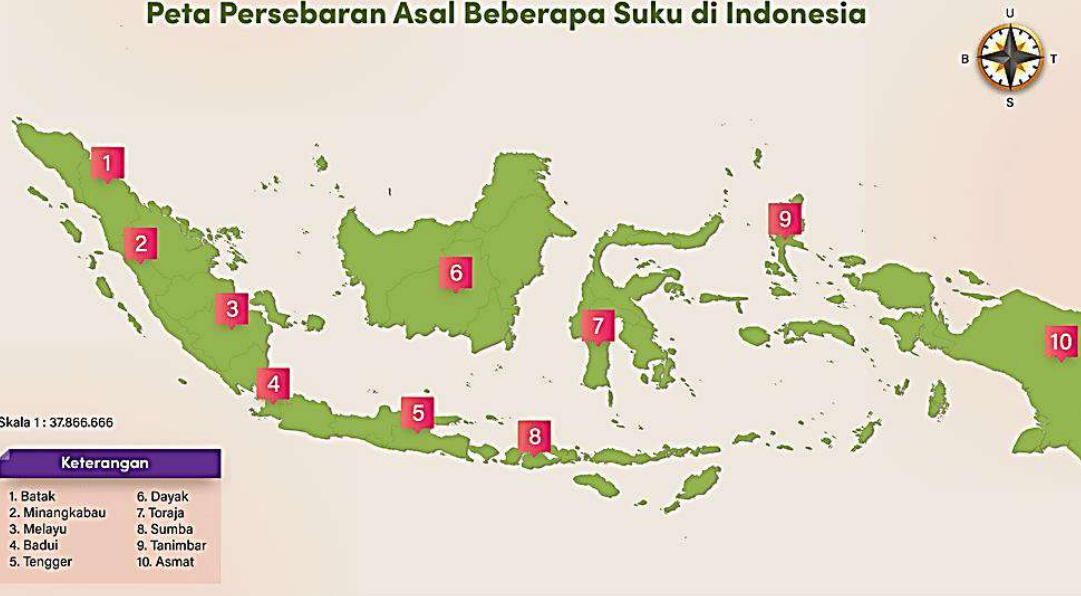 Peta Persebaran Asal Beberapa Suku di Indonesia
U
B
T
S
1
2
3
4
5
6
7
8
9
10
Skala 1 : 37.866.666
Keterangan
1. Batak
2. Minangkabau
3. Melayu
4. Badui
5. Tengger
6. Dayak
7. Toraja
8. Sumba
9. Tanimbar
10. Asmat